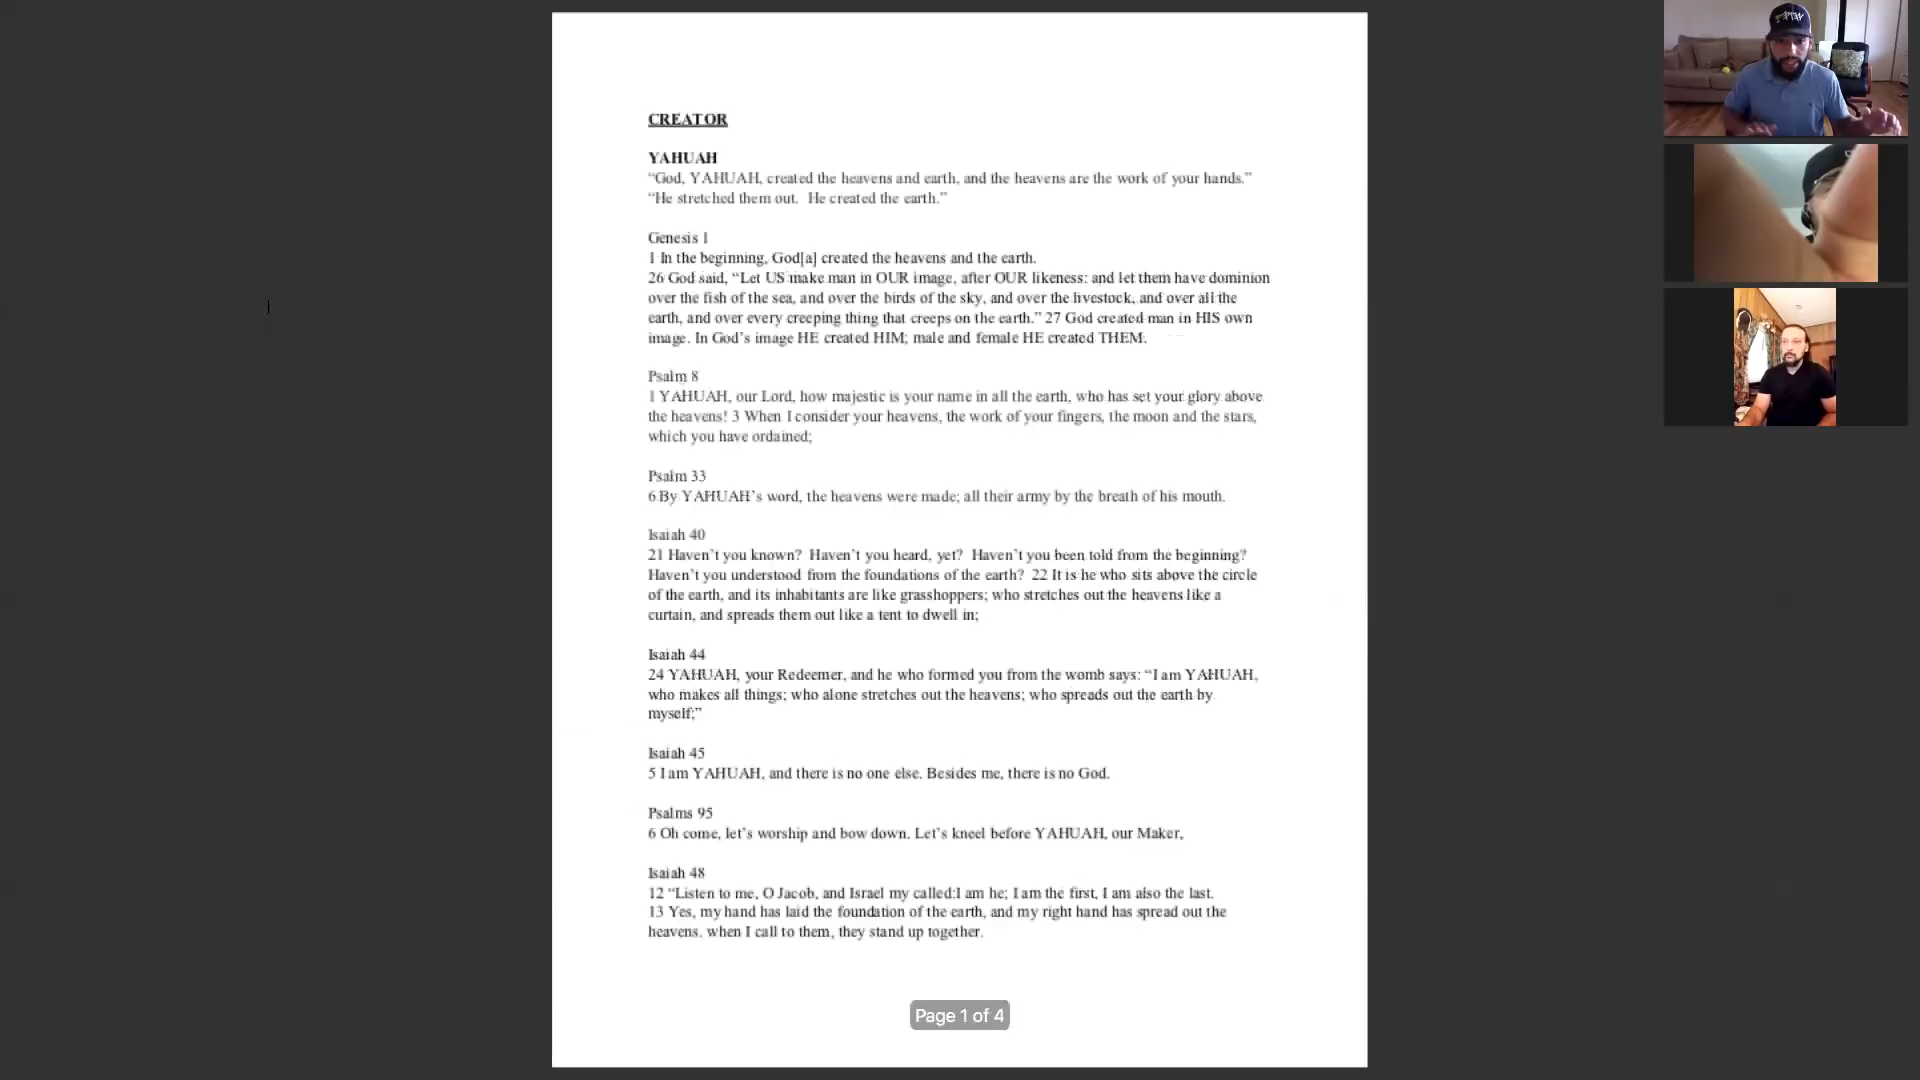 CREATOR
YAHUAH
“God, YAHUAH, created the heavens and earth, and the heavens are the work of your hands.”
“He stretched them out.  He created the earth.”
Genesis 1
1 In the beginning, God[a] created the heavens and the earth.
26 God said, “Let US make man in OUR image, after OUR likeness: and let them have dominion
over the fish of the sea, and over the birds of the sky, and over the livestock, and over all the
earth, and over every creeping thing that creeps on the earth.” 27 God created man in HIS own
image. In God’s image HE created HIM; male and female HE created THEM.
Psalm 8
1 YAHUAH, our Lord, how majestic is your name in all the earth, who has set your glory above
the heavens! 3 When I consider your heavens, the work of your fingers, the moon and the stars,
which you have ordained;
Psalm 33
6 By YAHUAH’s word, the heavens were made; all their army by the breath of his mouth.
Isaiah 40
21 Haven’t you known?  Haven’t you heard, yet?  Haven’t you been told from the beginning?
Haven’t you understood from the foundations of the earth?  22 It is he who sits above the circle
of the earth, and its inhabitants are like grasshoppers; who stretches out the heavens like a
curtain, and spreads them out like a tent to dwell in;
Isaiah 44
24 YAHUAH, your Redeemer, and he who formed you from the womb says: “I am YAHUAH,
who makes all things; who alone stretches out the heavens; who spreads out the earth by
myself;”
Isaiah 45
5 I am YAHUAH, and there is no one else. Besides me, there is no God.
Psalms 95
6 Oh come, let’s worship and bow down. Let’s kneel before YAHUAH, our Maker,
Isaiah 48
12 “Listen to me, O Jacob, and Israel my called:I am he; I am the first, I am also the last.
13 Yes, my hand has laid the foundation of the earth, and my right hand has spread out the
heavens. when I call to them, they stand up together.
Page 1 of 4